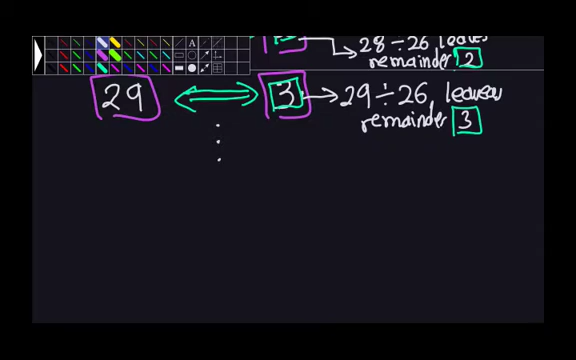 28÷26, leaves
remainder 2
29 3 29÷26, leaves
remainder 3